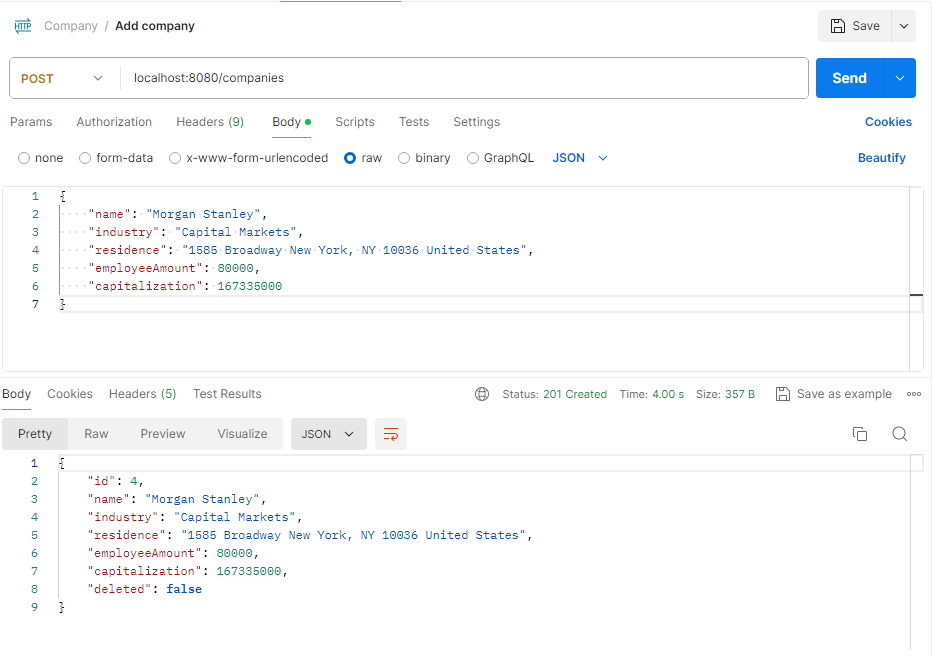 HTTP Company / Add company Save
POST localhost:8080/companies Send
Params Authorization Headers (9) Body Scripts Tests Settings Cookies
none form-data x-www-form-urlencoded raw binary GraphQL JSON Beautify
1 {
2 "name": "Morgan Stanley",
3 "industry": "Capital Markets",
4 "residence": "1585 Broadway New York, NY 10036 United States",
5 "employeeAmount": 80000,
6 "capitalization": 167335000
7 }
Body Cookies Headers (5) Test Results Status: 201 Created Time: 4.00 s Size: 357 B Save as example
Pretty Raw Preview Visualize JSON
1 {
2 "id": 4,
3 "name": "Morgan Stanley",
4 "industry": "Capital Markets",
5 "residence": "1585 Broadway New York, NY 10036 United States",
6 "employeeAmount": 80000,
7 "capitalization": 167335000,
8 "deleted": false
9 }